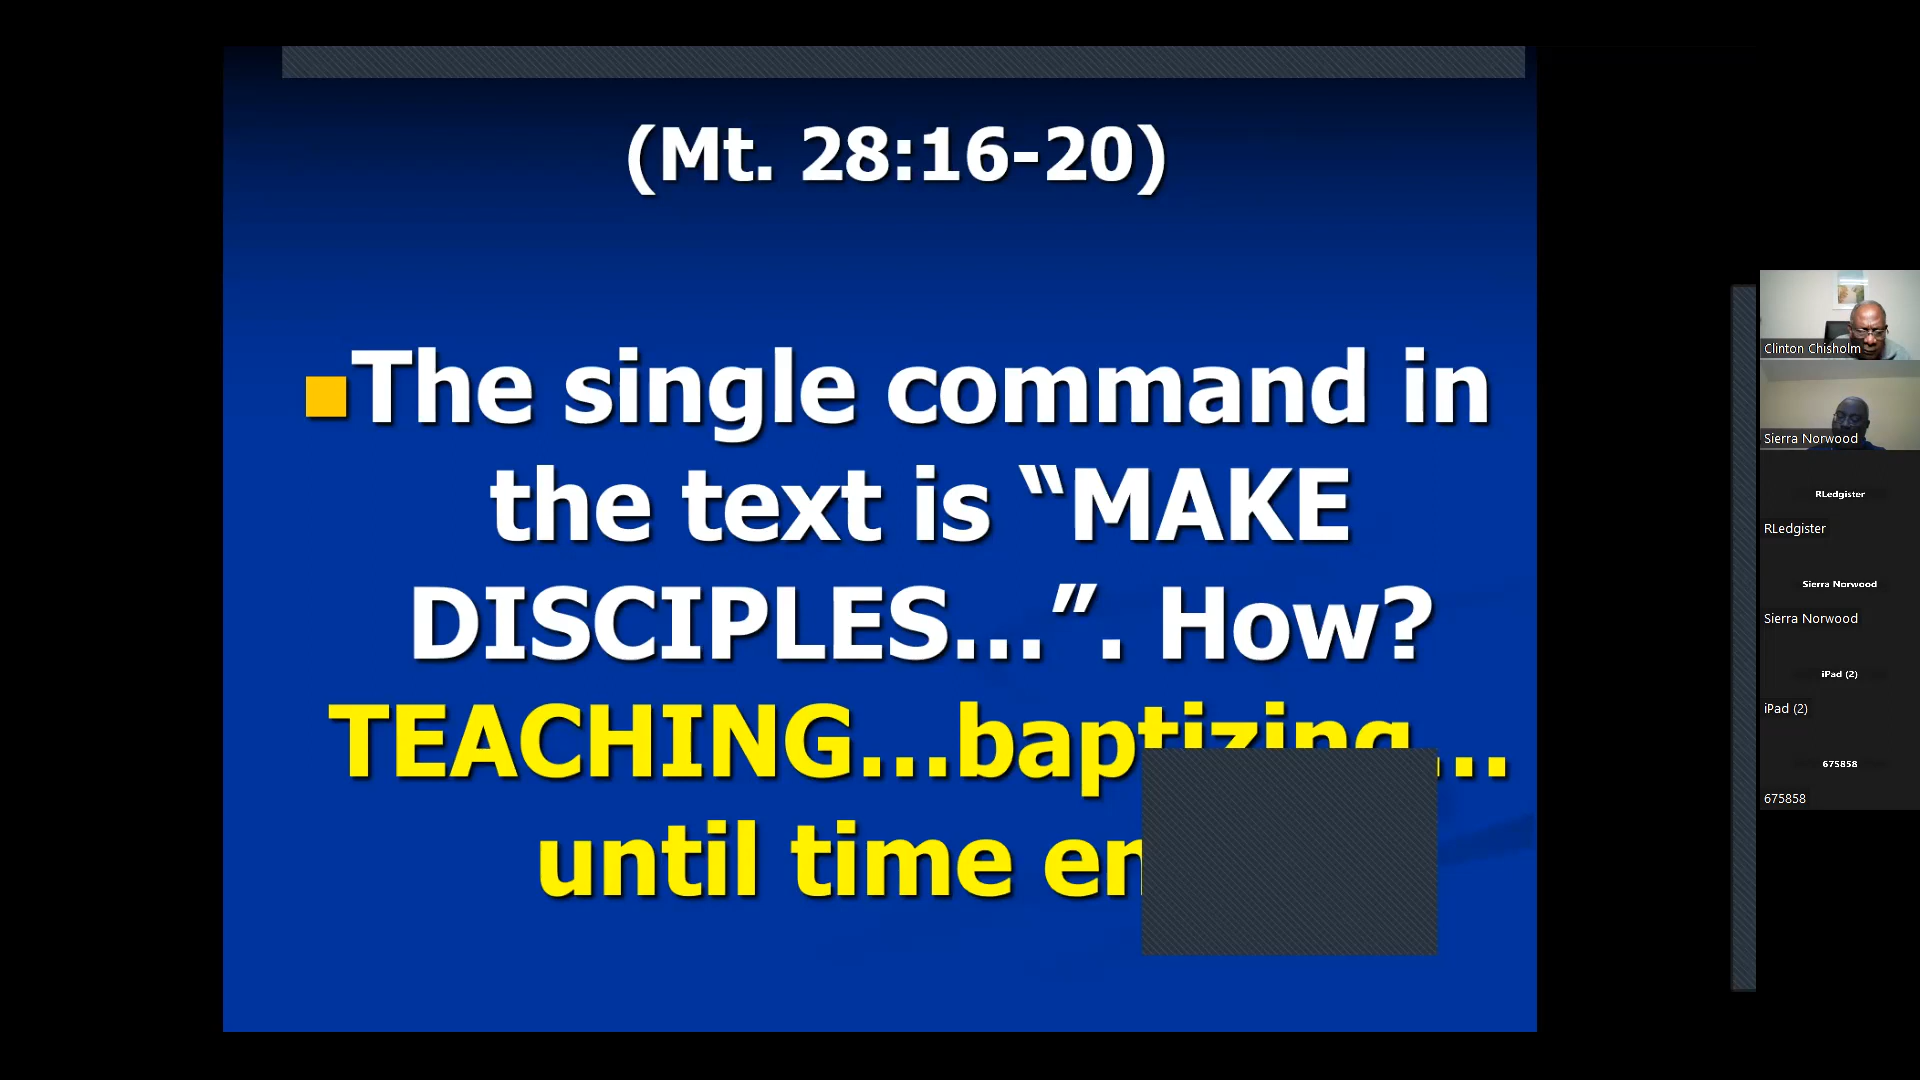 (Mt. 28:16-20)
The single command in
the text is “MAKE
DISCIPLES…”. How?
TEACHING…baptizing…
until time
Clinton Chisholm
Sierra Norwood
RLedgister
RLedgister
Sierra Norwood
Sierra Norwood
iPad (2)
iPad (2)
675858
675858